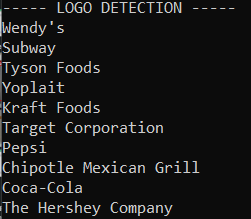 ----- LOGO DETECTION -----
Wendy's
Subway
Tyson Foods
Yoplait
Kraft Foods
Target Corporation
Pepsi
Chipotle Mexican Grill
Coca-Cola
The Hershey Company